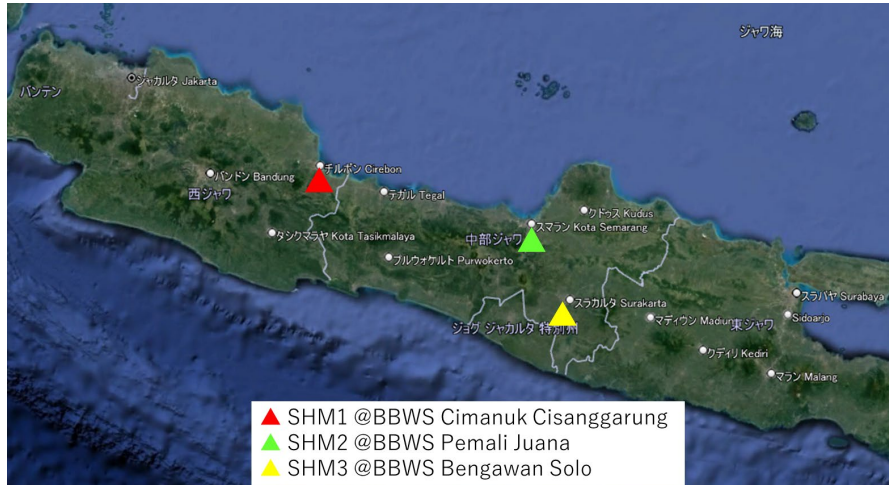 ジャワ海
ジャカルタ Jakarta
バンテン
チルボン Cirebon
バンドン Bandung
西ジャワ
テガル Tegal
クドゥス Kudus
スマラン Kota Semarang
タシクマラヤ Kota Tasikmalaya
中部ジャワ
プルウォケルト Purwokerto
スラバヤ Surabaya
スラカルタ Surakarta
Sidoarjo
マディウン Madiun
東ジャワ
ジョグ ジャカルタ 特別州
クディリ Kediri
マラン Malang
SHM1 @BBWS Cimanuk Cisanggarung
SHM2 @BBWS Pemali Juana
SHM3 @BBWS Bengawan Solo